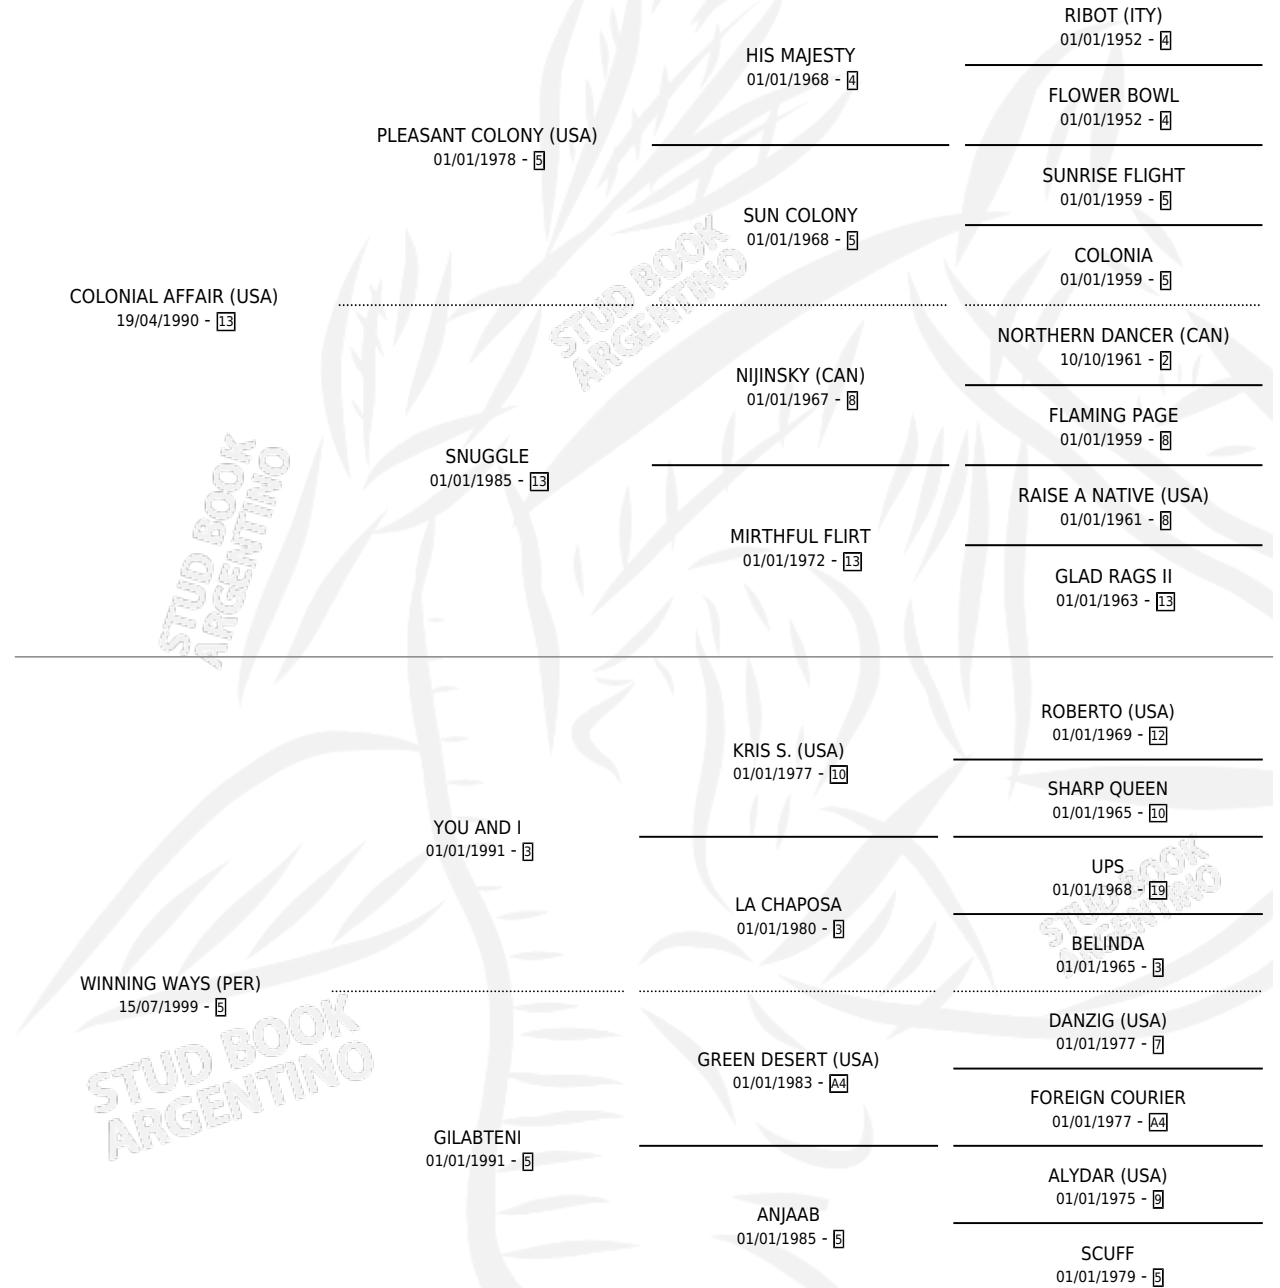 RIBOT (ITY)
01/01/1952 - 4
HIS MAJESTY
01/01/1968 - 4
FLOWER BOWL
01/01/1952 - 4
PLEASANT COLONY (USA)
01/01/1978 - 5
SUNRISE FLIGHT
01/01/1959 - 5
SUN COLONY
01/01/1968 - 5
COLONIA
01/01/1959 - 5
COLONIAL AFFAIR (USA)
19/04/1990 - 13
NORTHERN DANCER (CAN)
10/10/1961 - 2
NIJINSKY (CAN)
01/01/1967 - 8
FLAMING PAGE
01/01/1959 - 8
SNUGGLE
01/01/1985 - 13
RAISE A NATIVE (USA)
01/01/1961 - 8
MIRTHFUL FLIRT
01/01/1972 - 13
GLAD RAGS II
01/01/1963 - 13
ROBERTO (USA)
01/01/1969 - 12
KRIS S. (USA)
01/01/1977 - 10
SHARP QUEEN
01/01/1965 - 10
YOU AND I
01/01/1991 - 3
UPS
01/01/1968 - 19
LA CHAPOSA
01/01/1980 - 3
BELINDA
01/01/1965 - 3
WINNING WAYS (PER)
15/07/1999 - 5
DANZIG (USA)
01/01/1977 - 7
GREEN DESERT (USA)
01/01/1983 - A4
FOREIGN COURIER
01/01/1977 - A4
GILABTENI
01/01/1991 - 5
ALYDAR (USA)
01/01/1975 - 9
ANJAAB
01/01/1985 - 5
SCUFF
01/01/1979 - 5
STUD BOOK
ARGENTINO
STUD BOOK
ARGENTINO
STUD BOOK
ARGENTINO
STUD BOOK
ARGENTINO